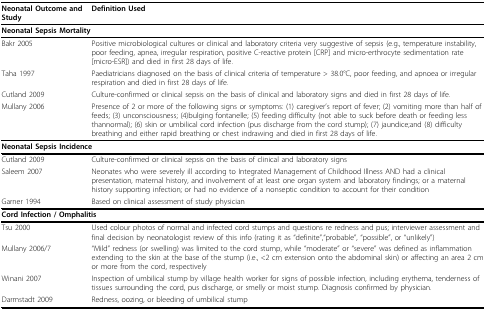 Neonatal Outcome and Study Definition Used
Neonatal Sepsis Mortality
Bakr 2005 Positive microbiological cultures or clinical and laboratory criteria very suggestive of sepsis (e.g., temperature instability,
poor feeding, apnea, irregular respiration, positive C-reactive protein [CRP] and micro-erthrocyte sedimentation rate
[micro-ESR]) and died in first 28 days of life.
Taha 1997 Paediatricians diagnosed on the basis of clinical criteria of temperature > 38.0°C, poor feeding, and apnoea or irregular
respiration and died in first 28 days of life.
Cutland 2009 Culture-confirmed or clinical sepsis on the basis of clinical and laboratory signs and died in first 28 days of life.
Mullany 2006 Presence of 2 or more of the following signs or symptoms: (1) caregiver's report of fever; (2) vomiting more than half of
feeds; (3) unconsciousness; (4)bulging fontanelle; (5) feeding difficulty (not able to suck before death or feeding less
thannormal); (6) skin or umbilical cord infection (pus discharge from the cord stump); (7) jaundice;and (8) difficulty
breathing and either rapid breathing or chest indrawing and died in first 28 days of life.
Neonatal Sepsis Incidence
Cutland 2009 Culture-confirmed or clinical sepsis on the basis of clinical and laboratory signs
Saleem 2007 Neonates who were severely ill according to Integrated Management of Childhood Illness AND had a clinical
presentation, maternal history, and involvement of at least one organ system and laboratory findings; or a maternal
history supporting infection; or had no evidence of a nonseptic condition to account for their condition
Garner 1994 Based on clinical assessment of study physician
Cord Infection / Omphalitis
Tsu 2000 Used colour photos of normal and infected cord stumps and questions re redness and pus; interviewer assessment and
final decision by neonatologist review of this info (rating it as "definite","probable", "possible", or "unlikely")
Mullany 2006/7 "Mild" redness (or swelling) was limited to the cord stump, while "moderate" or "severe" was defined as inflammation
extending to the skin at the base of the stump (i.e., <2 cm extension onto the abdominal skin) or affecting an area 2 cm
or more from the cord, respectively
Winani 2007 Inspection of umbilical stump by village health worker for signs of possible infection, including erythema, tenderness of
tissues surrounding the cord, pus discharge, or smelly or moist stump. Diagnosis confirmed by physician.
Darmstadt 2009 Redness, oozing, or bleeding of umbilical stump